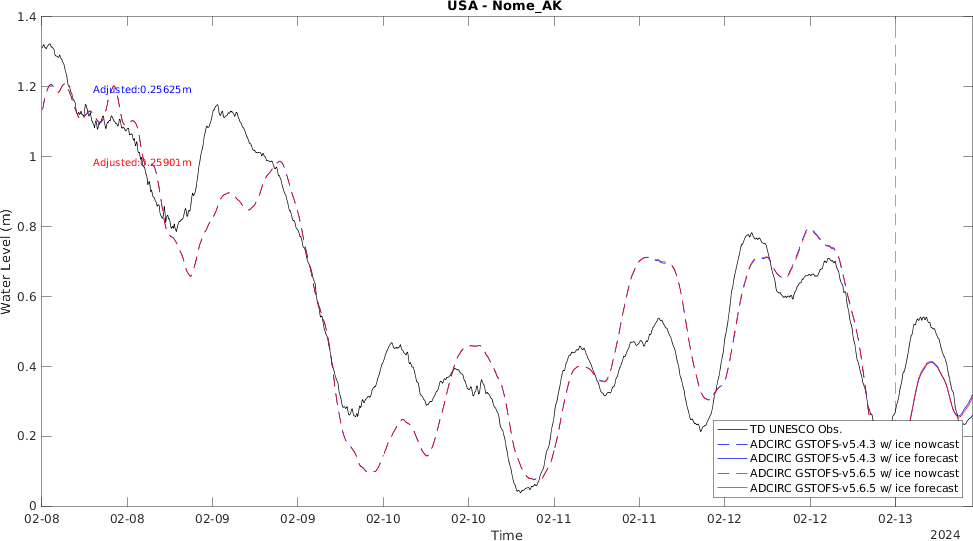 USA - Nome_AK
1.4
1.2
1
0.8
0.6
0.4
0.2
0
Water Level (m)
Adjusted:0.25625m
Adjusted:0.25901m
TD UNESCO Obs.
ADCIRC GSTOFS-v5.4.3 w/ ice nowcast
ADCIRC GSTOFS-v5.4.3 w/ ice forecast
ADCIRC GSTOFS-v5.6.5 w/ ice nowcast
ADCIRC GSTOFS-v5.6.5 w/ ice forecast
02-08 02-08 02-09 02-09 02-10 02-10 02-11 02-11 02-12 02-12 02-13
Time
2024